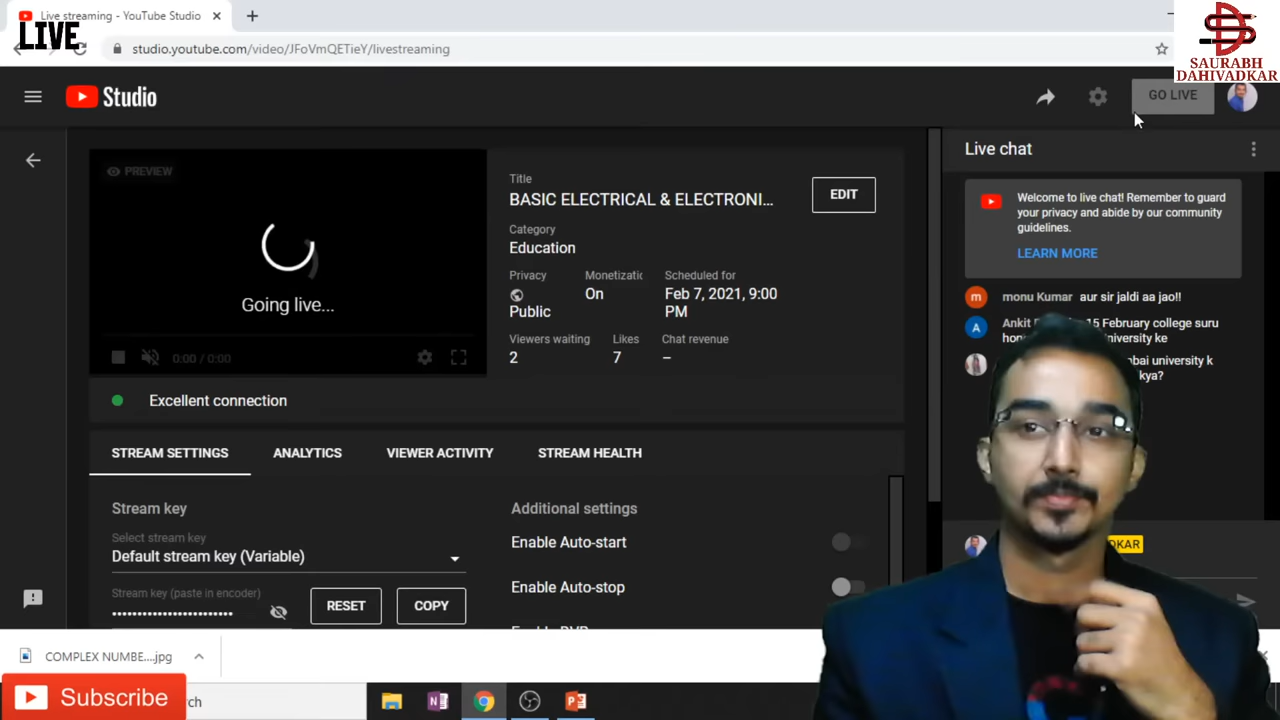 Live streaming - YouTube Studio
LIVE
studio.youtube.com/video/JFoVmQETieY/livestreaming
SAURABH
DAHIVADKAR
Studio
GO LIVE
PREVIEW
Going live...
0:00 / 0:00
Title
BASIC ELECTRICAL & ELECTRONI...
EDIT
Category
Education
Privacy
Public
Monetizatic
On
Scheduled for
Feb 7, 2021, 9:00
PM
Viewers waiting
2
Likes
7
Chat revenue
–
Excellent connection
STREAM SETTINGS
ANALYTICS
VIEWER ACTIVITY
STREAM HEALTH
Stream key
Select stream key
Default stream key (Variable)
Stream key (paste in encoder)
RESET
COPY
Additional settings
Enable Auto-start
Enable Auto-stop
Live chat
Welcome to live chat! Remember to guard
your privacy and abide by our community
guidelines.
LEARN MORE
m
monu Kumar aur sir jaldi aa jao!!
A
Ankit 15 February college suru
university ke
university k
kya?
DKAR
COMPLEX NUMBE....jpg
Subscribe
ch